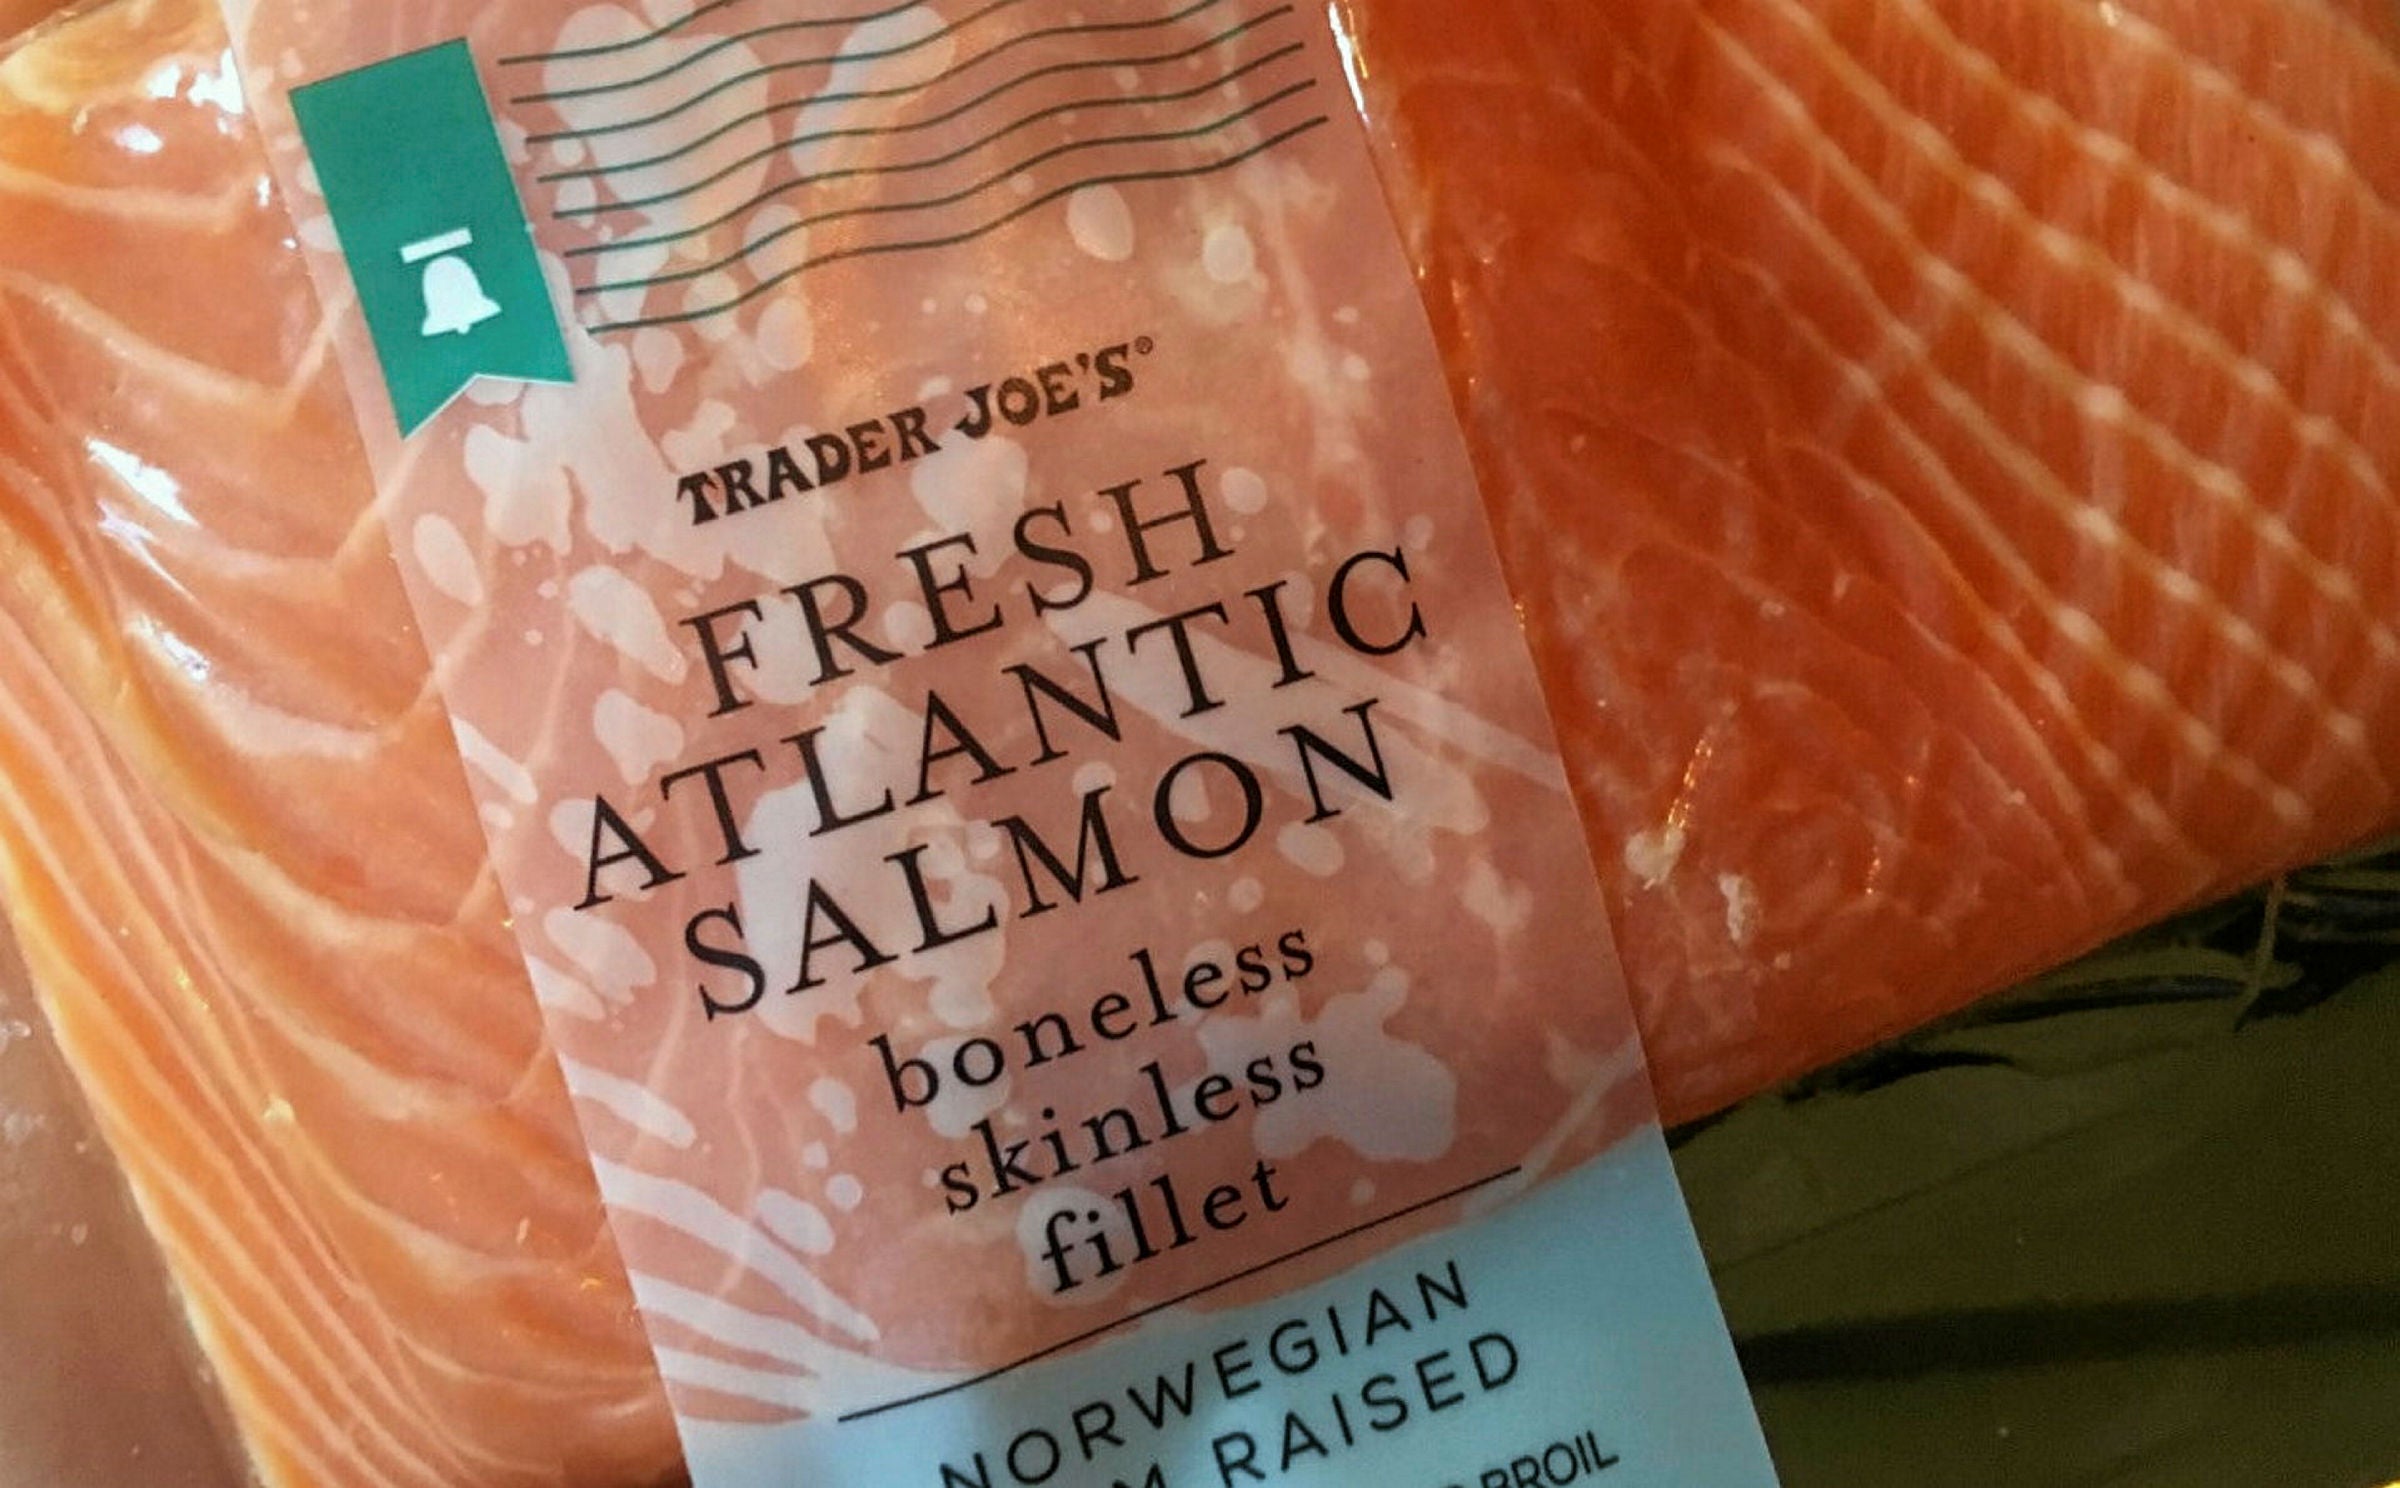 TRADER JOE'S®
FRESH
ATLANTIC
SALMON
boneless
skinless
fillet
NORWEGIAN
RAISED
BROIL